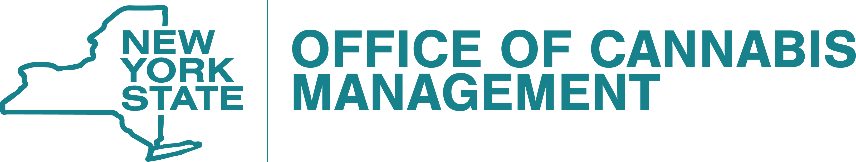 NEW
YORK
STATE
OFFICE OF CANNABIS
MANAGEMENT